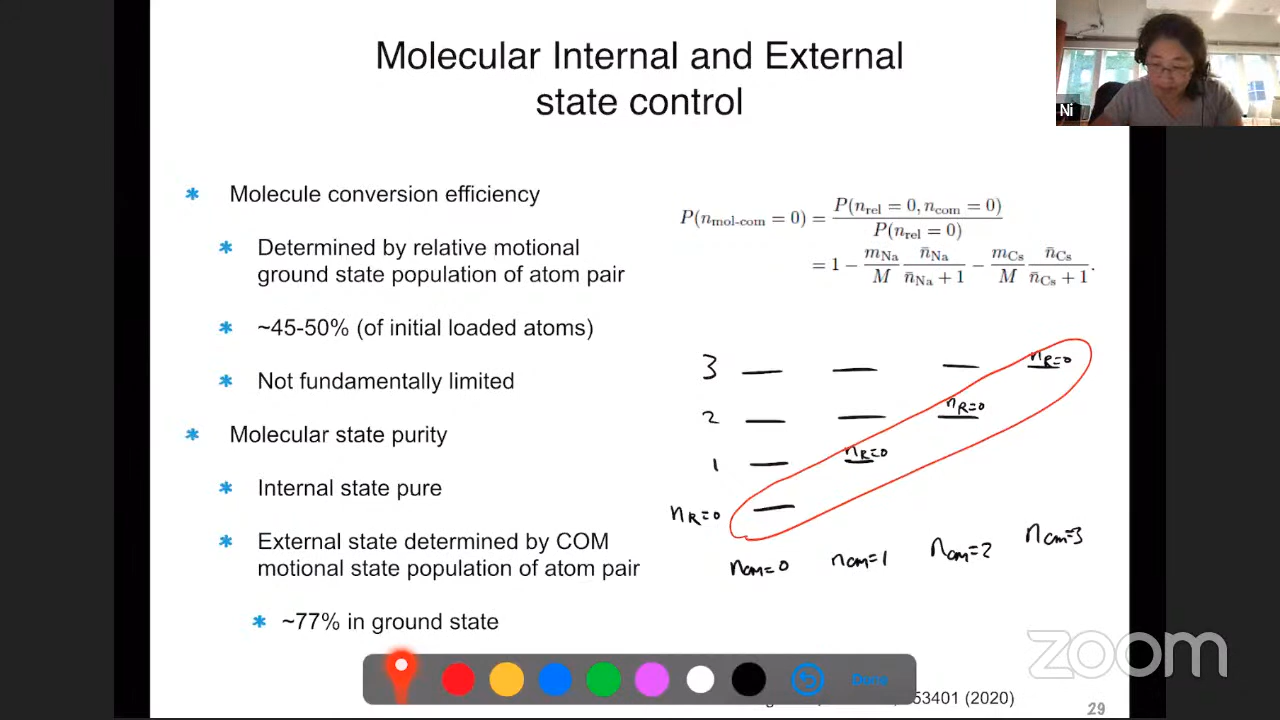 Molecular Internal and External
state control
Ni
* Molecule conversion efficiency
* Determined by relative motional
ground state population of atom pair
* ~45-50% (of initial loaded atoms)
* Not fundamentally limited
* Molecular state purity
* Internal state pure
* External state determined by COM
motional state population of atom pair
* ~77% in ground state
P(n_mol-com = 0) = P(n_rel = 0, n_com = 0) / P(n_rel = 0)
= 1 − m_Na/M n̄_Na/(n̄_Na + 1) − m_Cs/M n̄_Cs/(n̄_Cs + 1).
3 n_R=0
2 n_R=0
1 n_R=0
n_R=0
n_cm=0 n_cm=1 n_cm=2 n_cm=3
zoom
Done
53401 (2020)
29